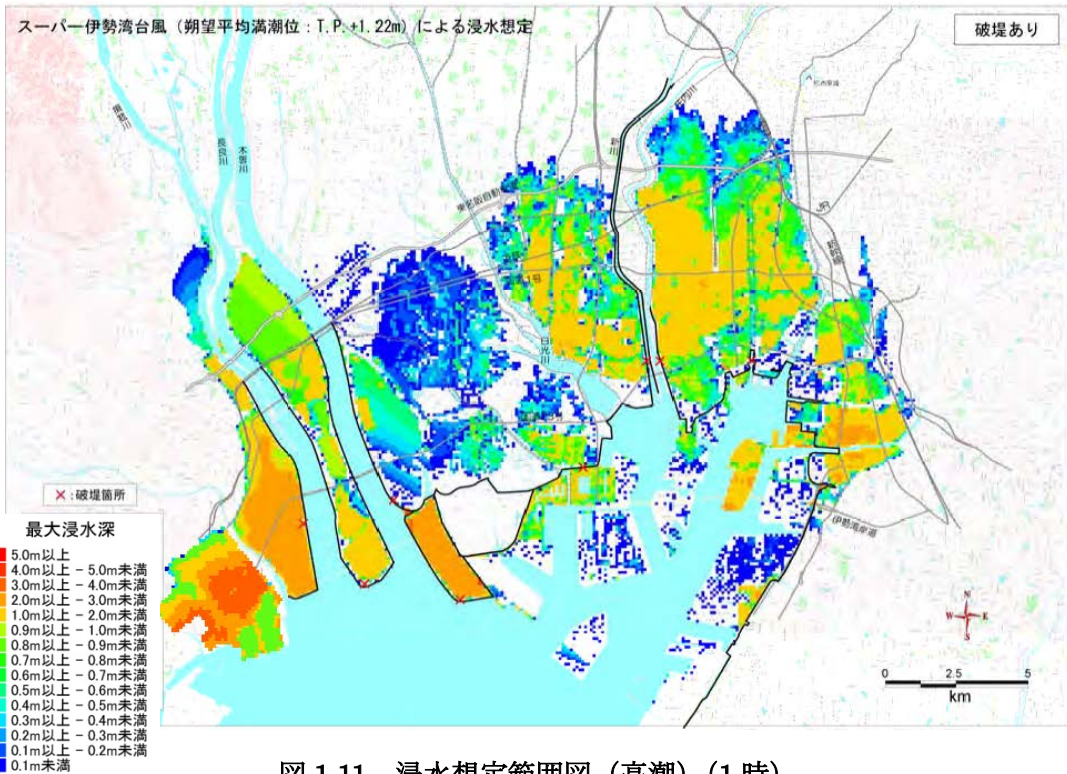 スーパー伊勢湾台風（朔望平均満潮位：T.P.+1.22m）による浸水想定
破堤あり
揖斐川
長良川
木曽川
新川
庄内川
東名阪自動
1号
日光川
JR
伊勢湾岸道
×：破堤箇所
最大浸水深
5.0m以上
4.0m以上 - 5.0m未満
3.0m以上 - 4.0m未満
2.0m以上 - 3.0m未満
1.0m以上 - 2.0m未満
0.9m以上 - 1.0m未満
0.8m以上 - 0.9m未満
0.7m以上 - 0.8m未満
0.6m以上 - 0.7m未満
0.5m以上 - 0.6m未満
0.4m以上 - 0.5m未満
0.3m以上 - 0.4m未満
0.2m以上 - 0.3m未満
0.1m以上 - 0.2m未満
0.1m未満
N
W E
S
0 2.5 5
km
図 1.11 浸水想定範囲図（高潮）（1 時）